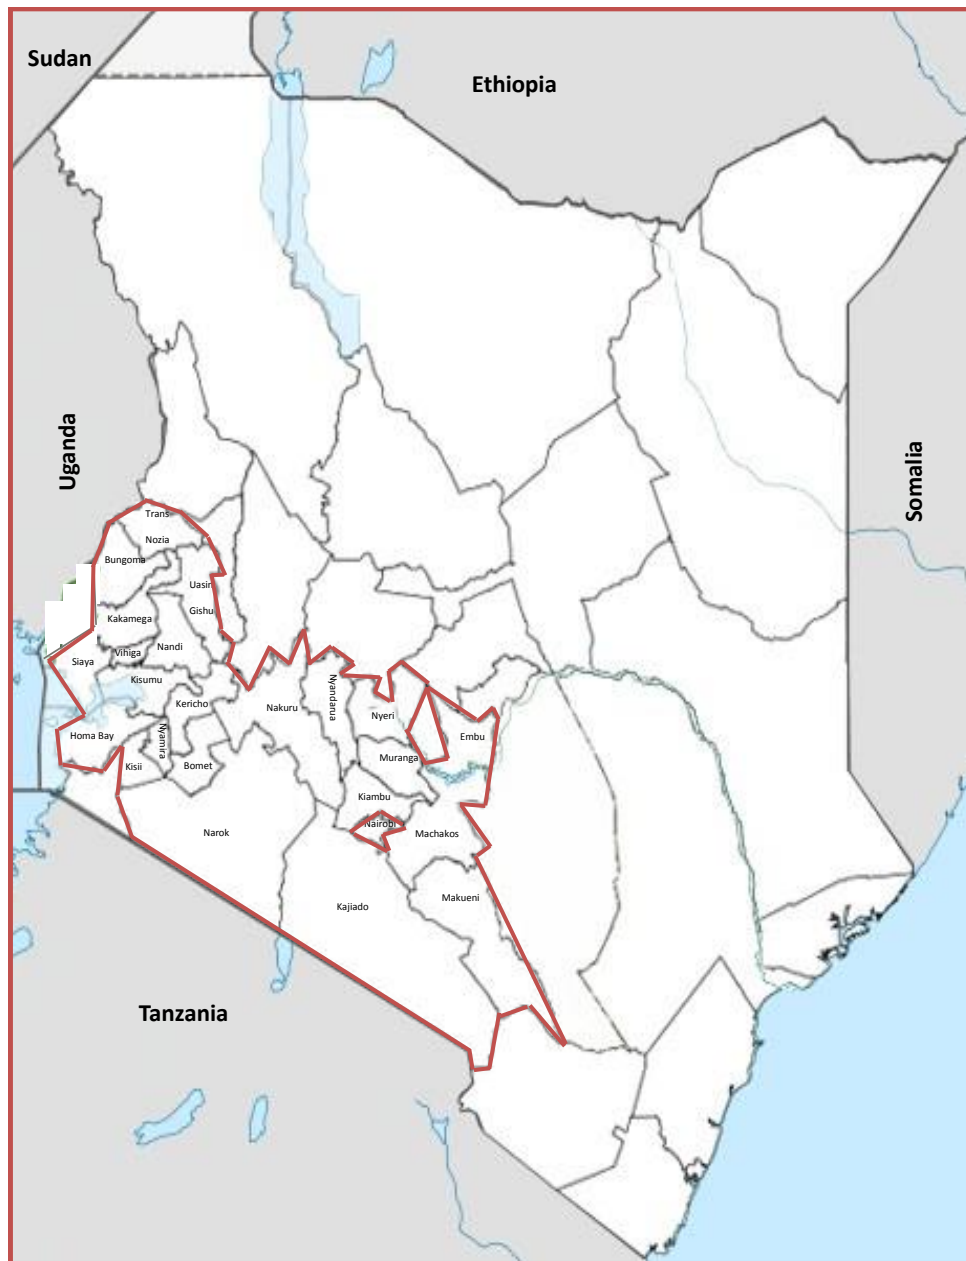 Sudan
Ethiopia
Uganda
Somalia
Trans
Nozia
Bungoma
Uasin
Gishu
Kakamega
Vihiga
Nandi
Siaya
Kisumu
Kericho
Nakuru
Nyandarua
Nyeri
Embu
Homa Bay
Nyamira
Kisii
Bomet
Muranga
Kiambu
Nairobi
Machakos
Narok
Makueni
Kajiado
Tanzania